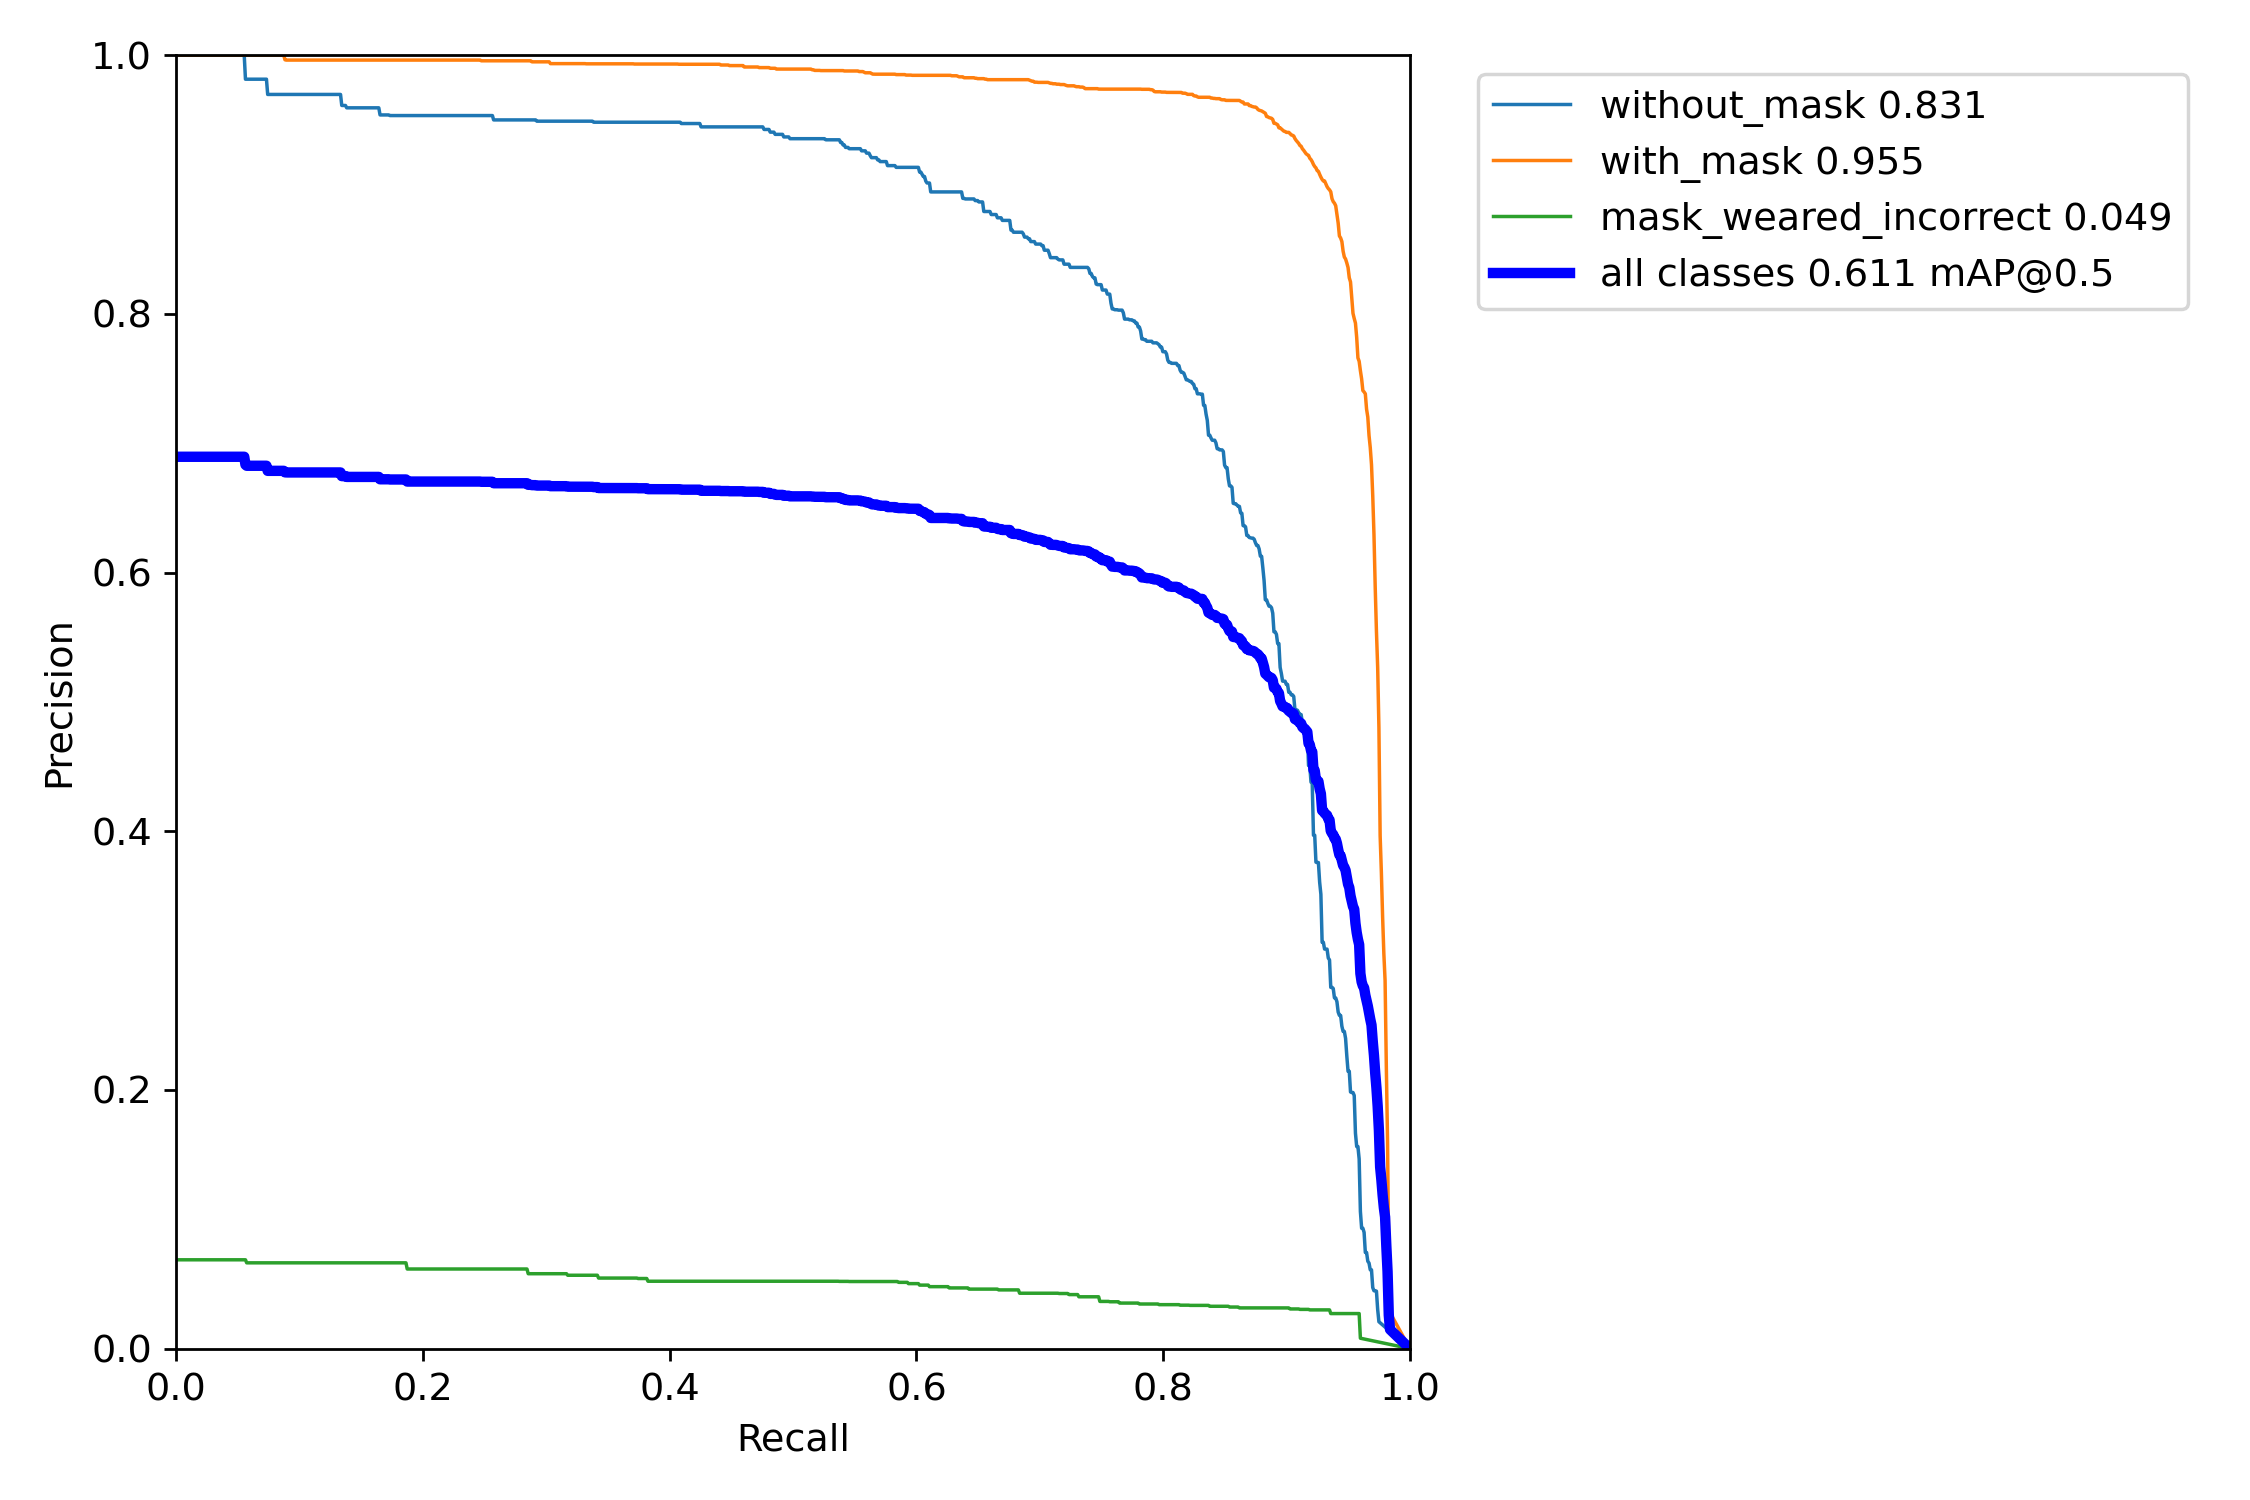 1.0
0.8
0.6
0.4
0.2
0.0
Precision
0.0 0.2 0.4 0.6 0.8 1.0
Recall
without_mask 0.831
with_mask 0.955
mask_weared_incorrect 0.049
all classes 0.611 mAP@0.5